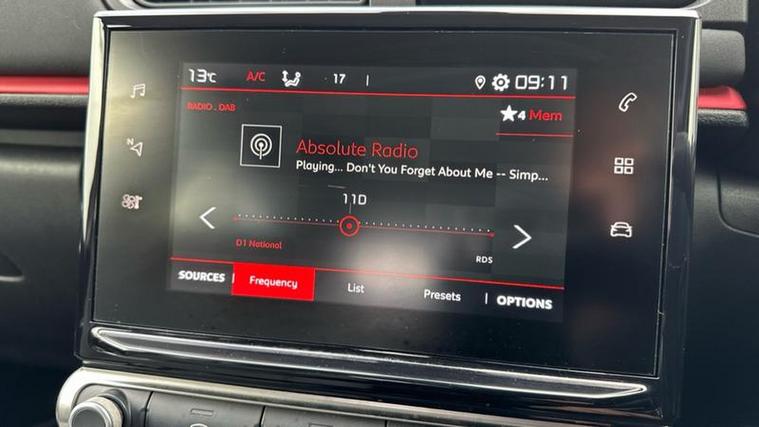 13°C A/C 17 09:11
RADIO . DAB
4 Mem
Absolute Radio
Playing... Don't You Forget About Me -- Simp...
11D
D1 National
RDS
SOURCES Frequency List Presets OPTIONS
N